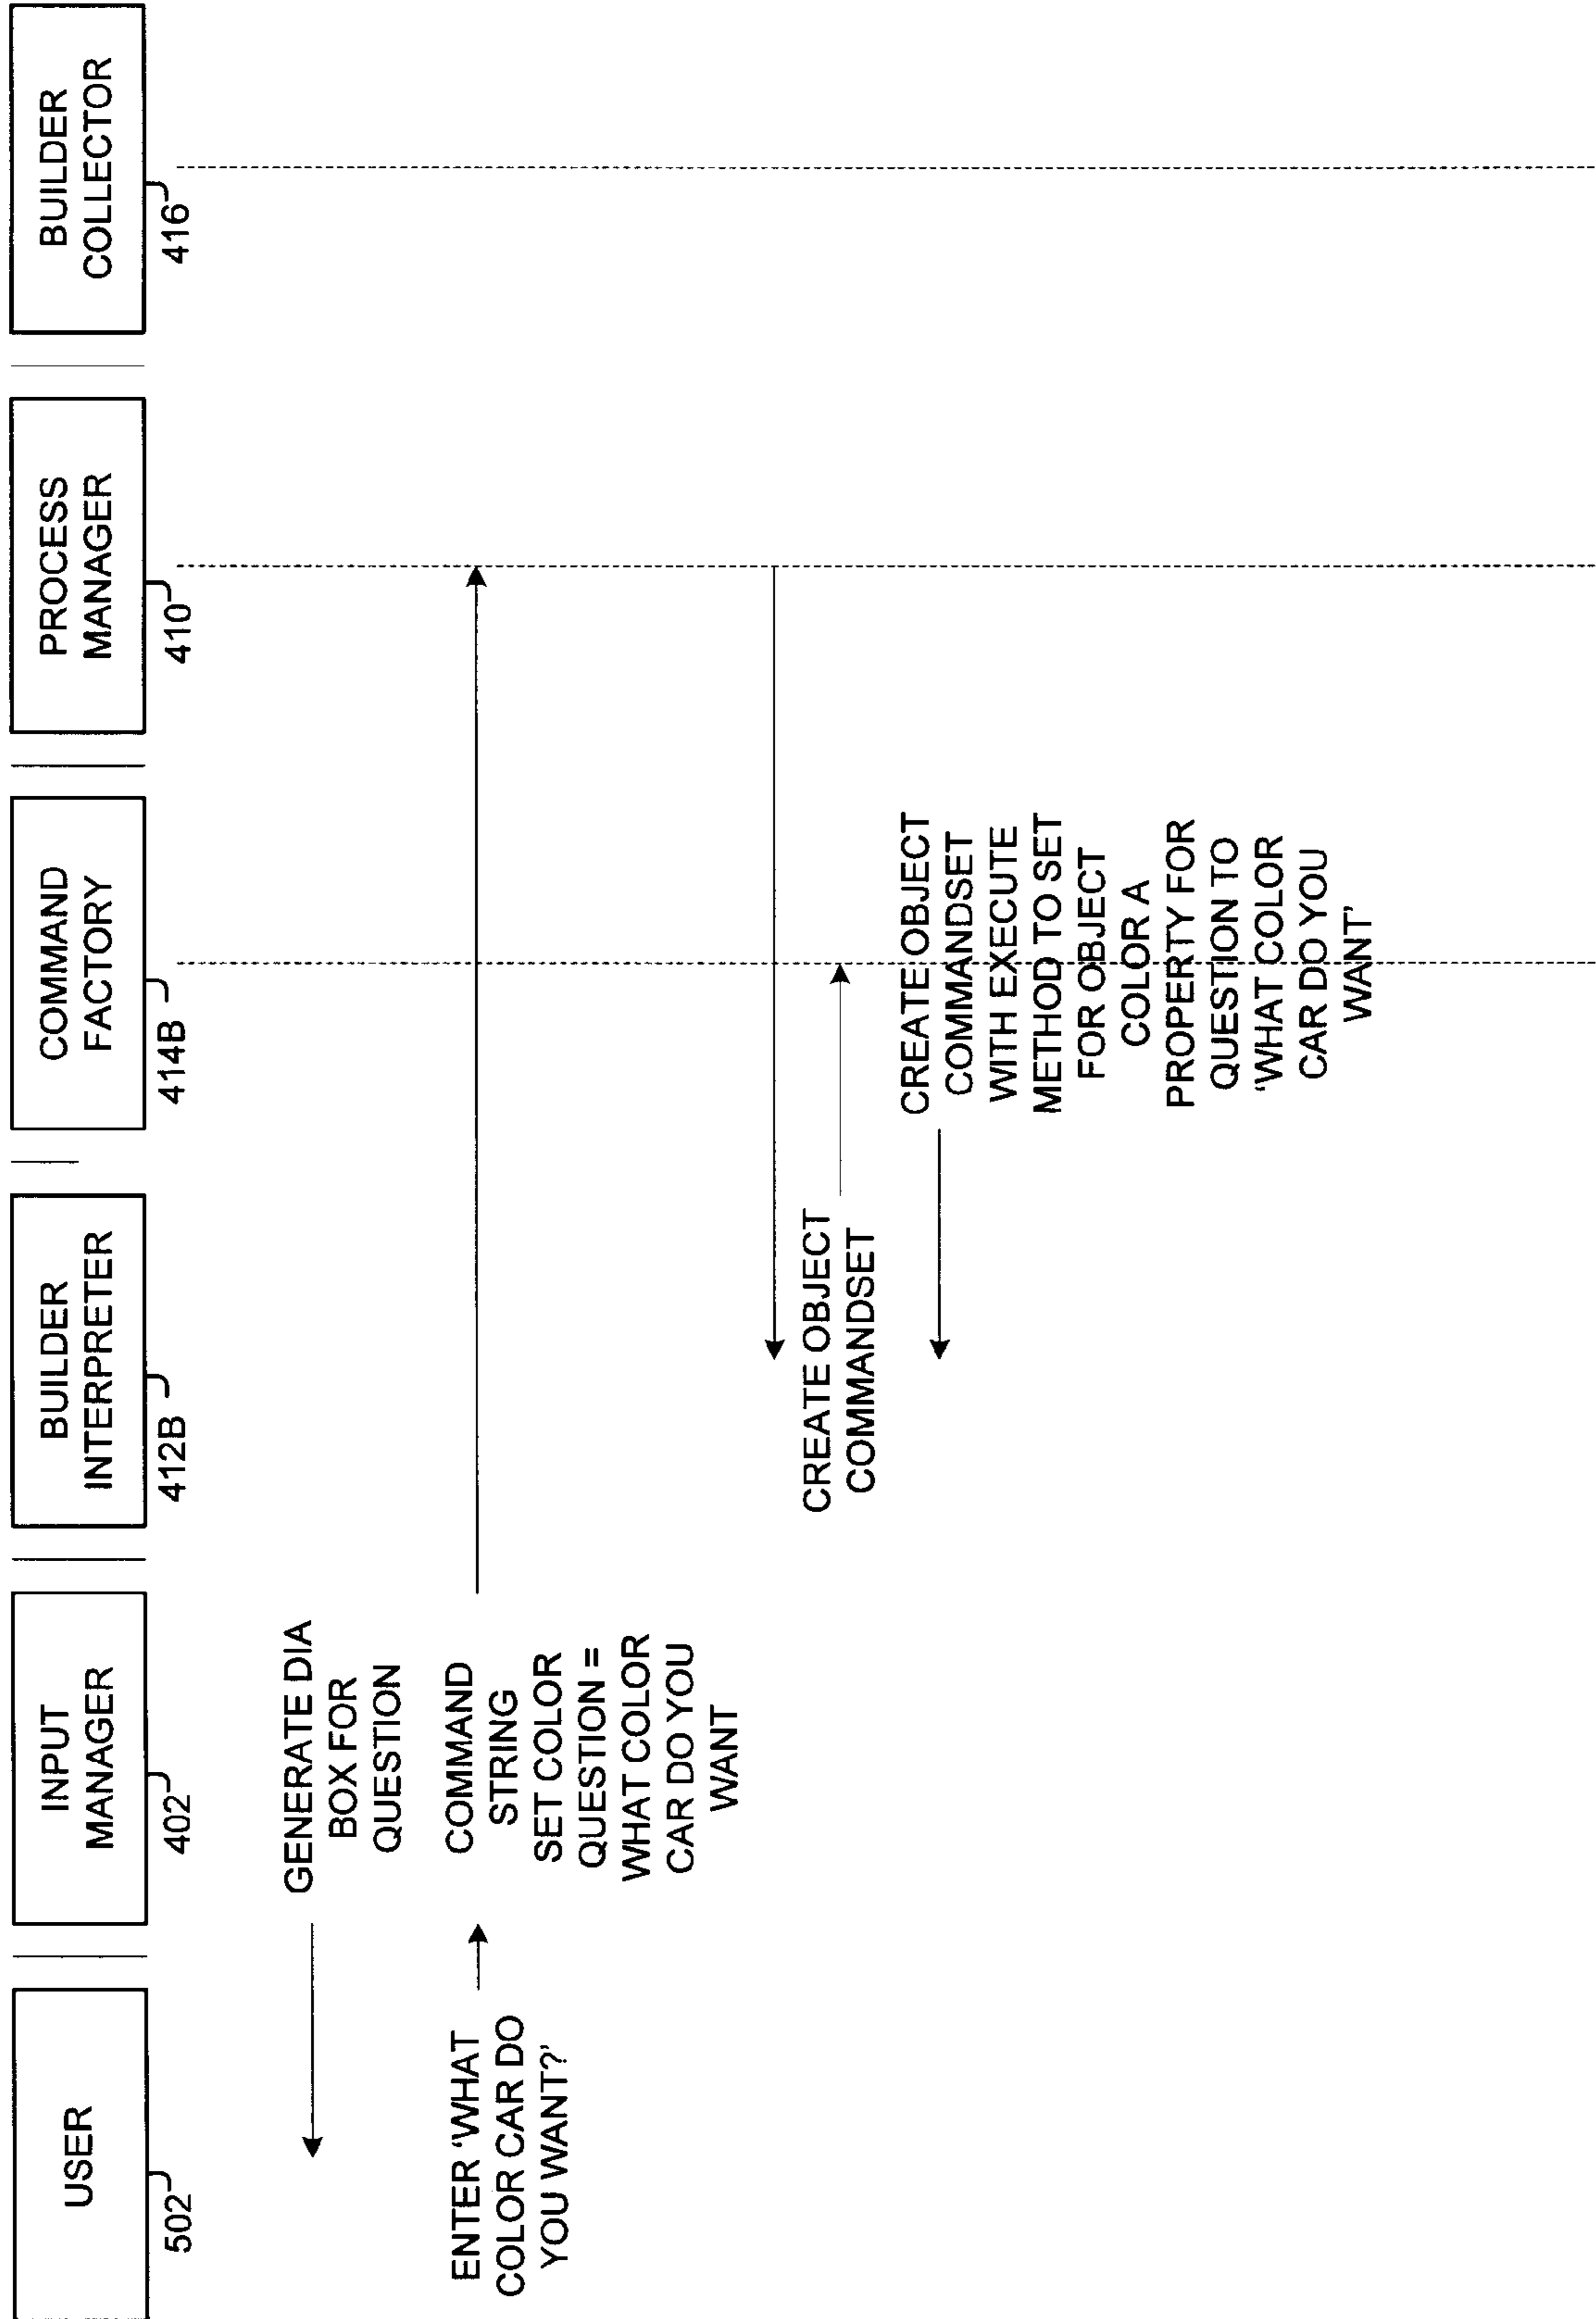 USER
502
INPUT
MANAGER
402
BUILDER
INTERPRETER
412B
COMMAND
FACTORY
414B
PROCESS
MANAGER
410
BUILDER
COLLECTOR
416
GENERATE DIA
BOX FOR
QUESTION
ENTER ‘WHAT
COLOR CAR DO
YOU WANT?’
COMMAND
STRING
SET COLOR
QUESTION =
WHAT COLOR
CAR DO YOU
WANT
CREATE OBJECT
COMMANDSET
CREATE OBJECT
COMMANDSET
WITH EXECUTE
METHOD TO SET
FOR OBJECT
COLOR A
PROPERTY FOR
QUESTION TO
‘WHAT COLOR
CAR DO YOU
WANT’